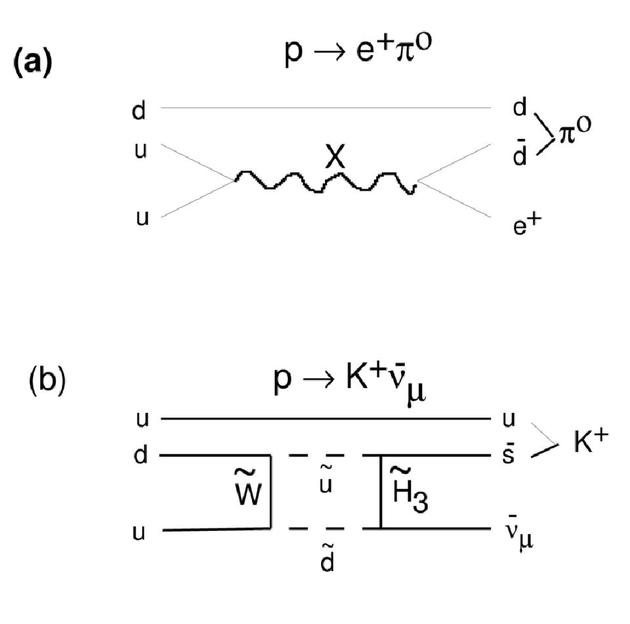 (a) p → e⁺π⁰
d d
u X d̄ π⁰
u e⁺
(b) p → K⁺ν̄μ
u u
d s̄ K⁺
W̃ ũ H̃₃
u ν̄μ
d̃